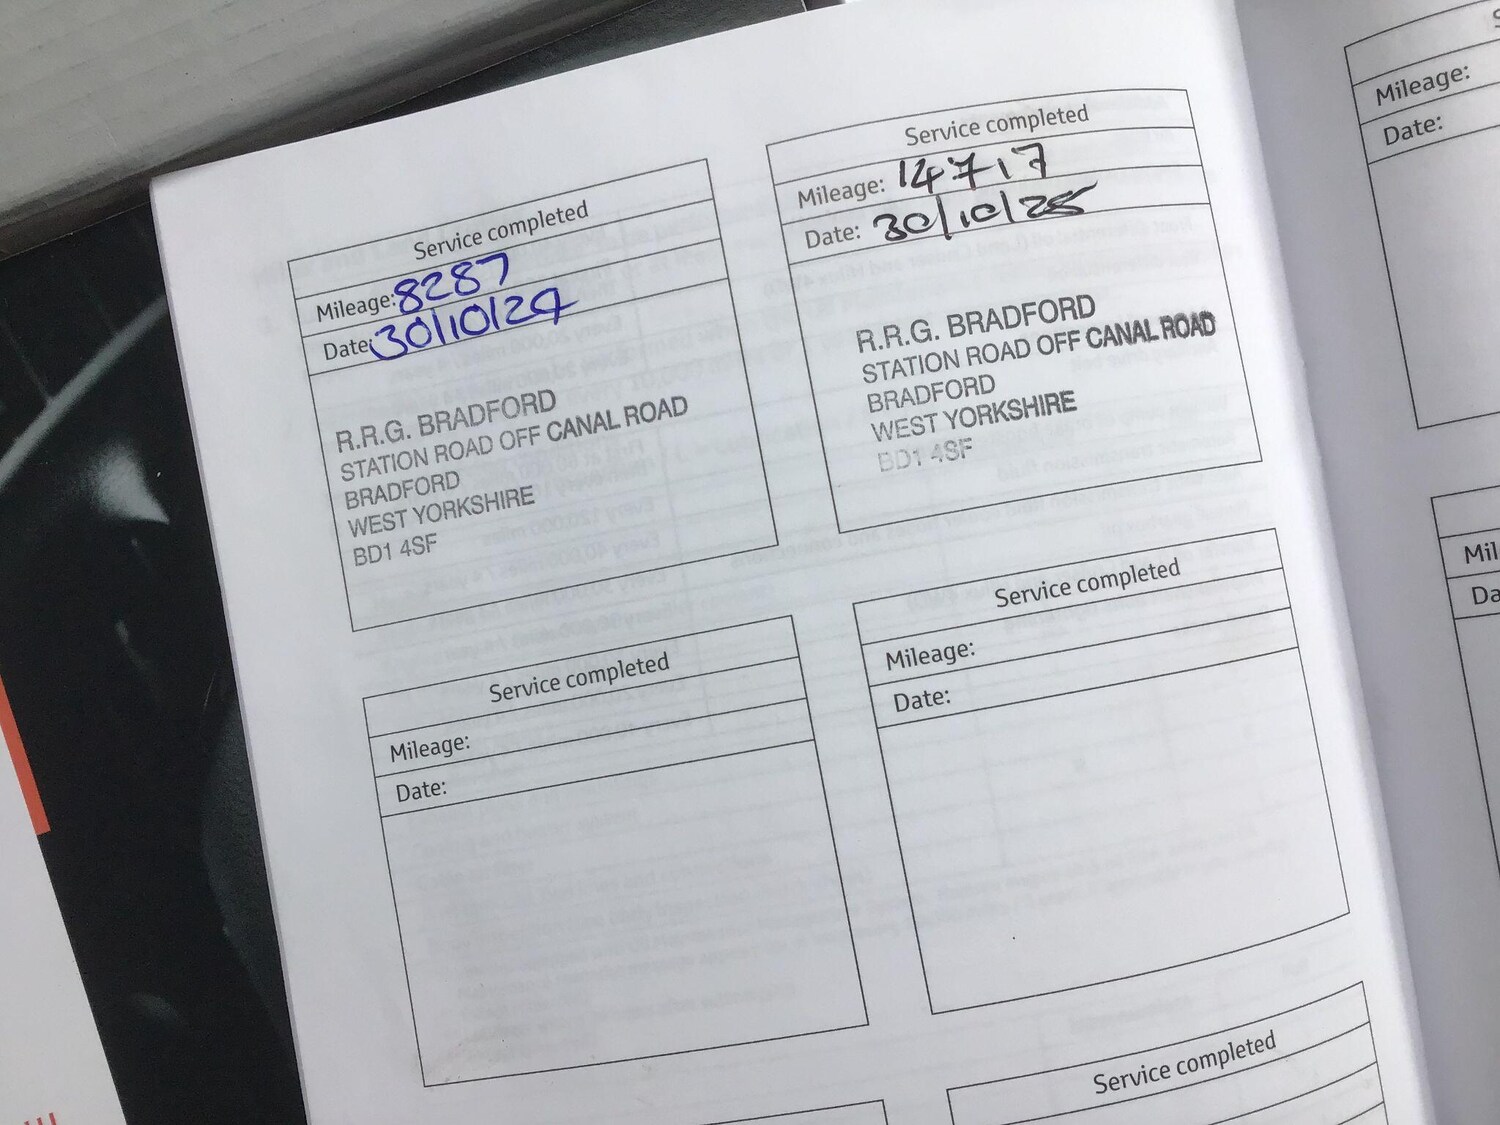 Service completed
Mileage: 8287
Date: 30/10/24
R.R.G. BRADFORD
STATION ROAD OFF CANAL ROAD
BRADFORD
WEST YORKSHIRE
BD1 4SF
Service completed
Mileage: 14717
Date: 30/10/25
R.R.G. BRADFORD
STATION ROAD OFF CANAL ROAD
BRADFORD
WEST YORKSHIRE
BD1 4SF
Service completed
Mileage:
Date:
Service completed
Mileage:
Date:
Service completed
Mileage:
Date: